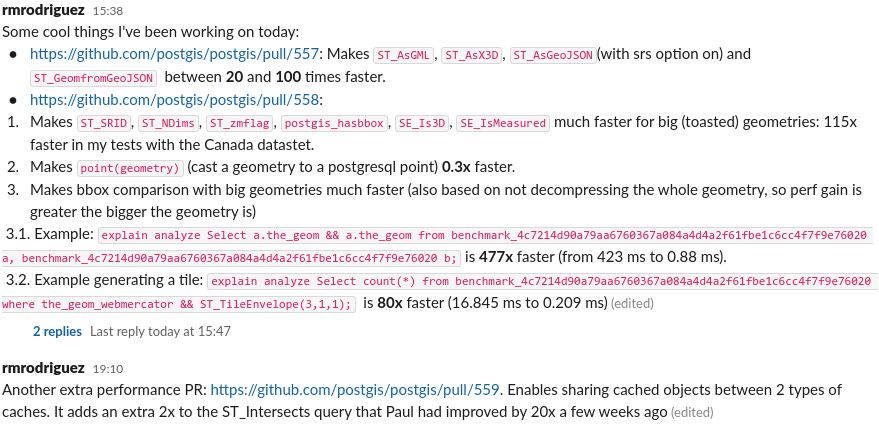 rmrodriguez 15:38
Some cool things I've been working on today:
• https://github.com/postgis/postgis/pull/557: Makes ST_AsGML, ST_AsX3D, ST_AsGeoJSON(with srs option on) and
ST_GeomfromGeoJSON between 20 and 100 times faster.
• https://github.com/postgis/postgis/pull/558:
1. Makes ST_SRID, ST_NDims, ST_zmflag, postgis_hasbbox, SE_Is3D, SE_IsMeasured much faster for big (toasted) geometries: 115x
faster in my tests with the Canada datastet.
2. Makes point(geometry) (cast a geometry to a postgresql point) 0.3x faster.
3. Makes bbox comparison with big geometries much faster (also based on not decompressing the whole geometry, so perf gain is
greater the bigger the geometry is)
3.1. Example: explain analyze Select a.the_geom && a.the_geom from benchmark_4c7214d90a79aa6760367a084a4d4a2f61fbe1c6cc4f7f9e76020
a, benchmark_4c7214d90a79aa6760367a084a4d4a2f61fbe1c6cc4f7f9e76020 b; is 477x faster (from 423 ms to 0.88 ms).
3.2. Example generating a tile: explain analyze Select count(*) from benchmark_4c7214d90a79aa6760367a084a4d4a2f61fbe1c6cc4f7f9e76020
where the_geom_webmercator && ST_TileEnvelope(3,1,1); is 80x faster (16.845 ms to 0.209 ms) (edited)
2 replies Last reply today at 15:47
rmrodriguez 19:10
Another extra performance PR: https://github.com/postgis/postgis/pull/559. Enables sharing cached objects between 2 types of
caches. It adds an extra 2x to the ST_Intersects query that Paul had improved by 20x a few weeks ago (edited)